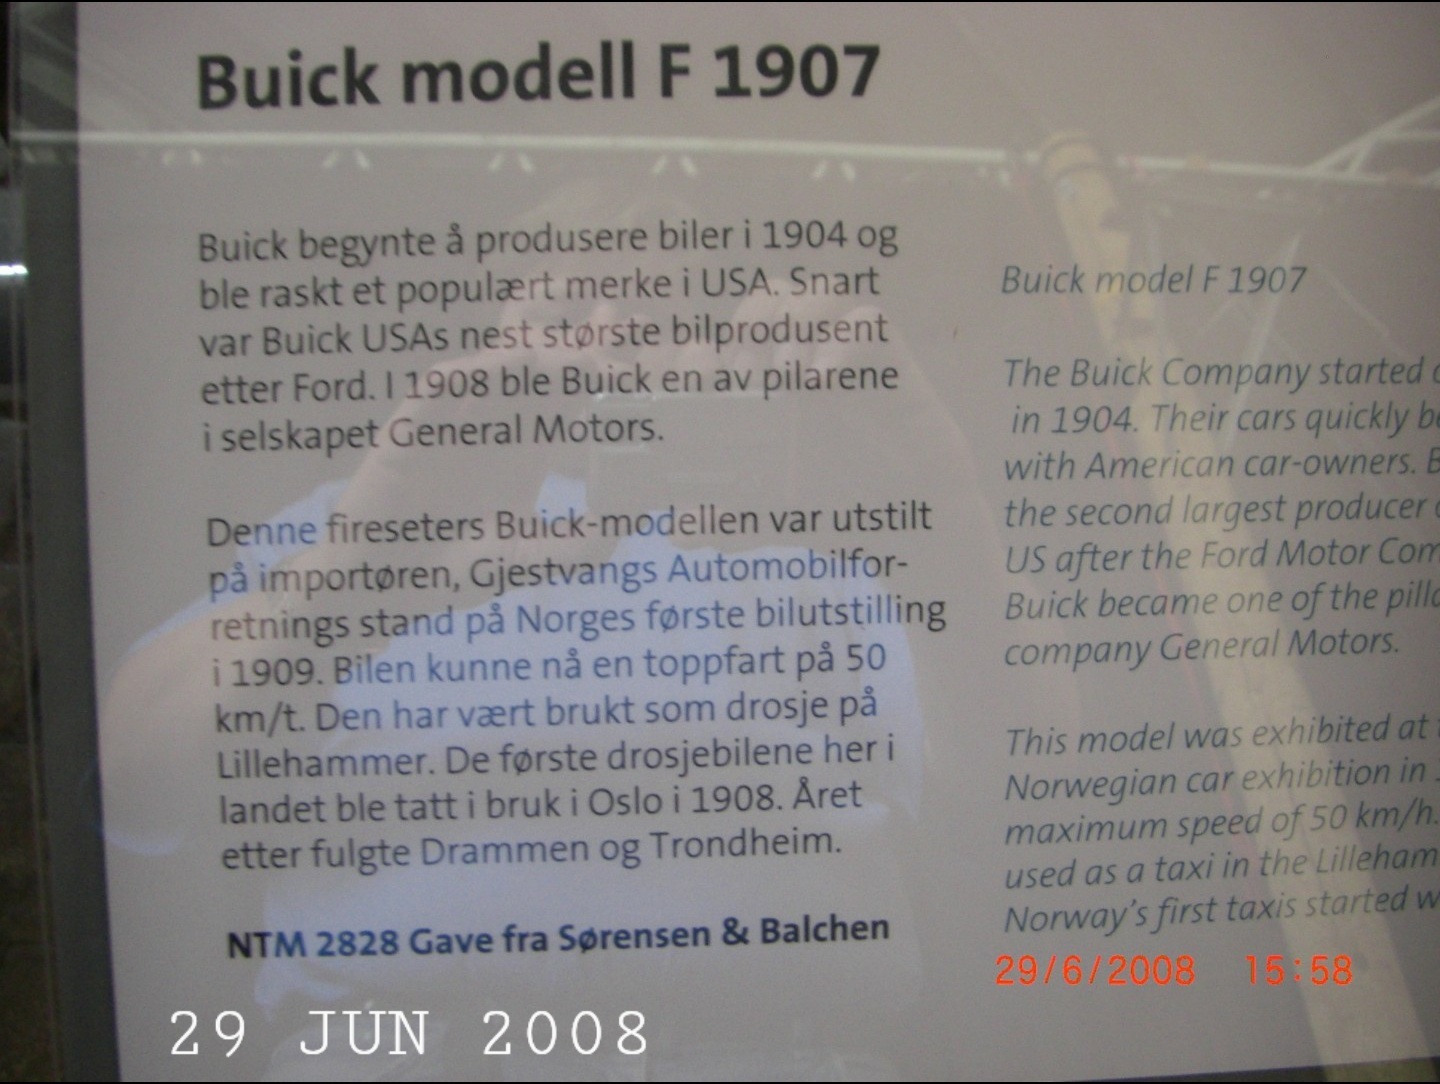 Buick modell F 1907
Buick begynte å produsere biler i 1904 og
ble raskt et populært merke i USA. Snart
var Buick USAs nest største bilprodusent
etter Ford. I 1908 ble Buick en av pilarene
i selskapet General Motors.
Denne fireseters Buick-modellen var utstilt
på importøren, Gjestvangs Automobilfor-
retnings stand på Norges første bilutstilling
i 1909. Bilen kunne nå en toppfart på 50
km/t. Den har vært brukt som drosje på
Lillehammer. De første drosjebilene her i
landet ble tatt i bruk i Oslo i 1908. Året
etter fulgte Drammen og Trondheim.
NTM 2828 Gave fra Sørensen & Balchen
Buick model F 1907
The Buick Company started
in 1904. Their cars quickly
with American car-owners.
the second largest producer
US after the Ford Motor Com
Buick became one of the pilla
company General Motors.
This model was exhibited at
Norwegian car exhibition in
maximum speed of 50 km/h.
used as a taxi in the Lilleham
Norway's first taxis started w
29/6/2008 15:58
29 JUN 2008